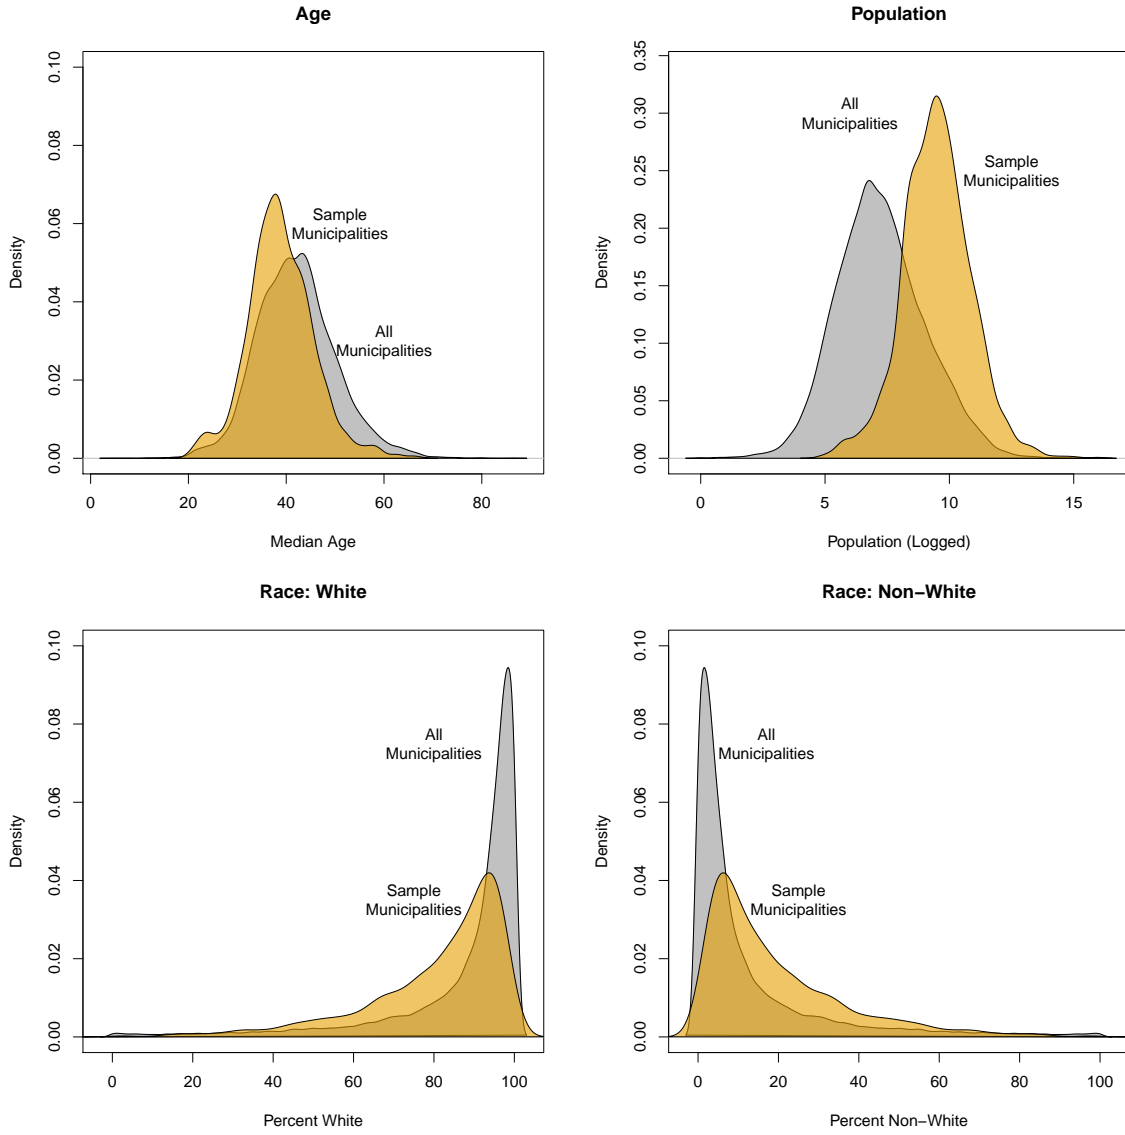 Age
0.10
0.08
0.06
0.04
0.02
0.00
Density
Sample
Municipalities
All
Municipalities
0
20
40
60
80
Median Age
Population
0.35
0.30
0.25
0.20
0.15
0.10
0.05
0.00
Density
All
Municipalities
Sample
Municipalities
0
5
10
15
Population (Logged)
Race: White
0.10
0.08
0.06
0.04
0.02
0.00
Density
All
Municipalities
Sample
Municipalities
0
20
40
60
80
100
Percent White
Race: Non−White
0.10
0.08
0.06
0.04
0.02
0.00
Density
All
Municipalities
Sample
Municipalities
0
20
40
60
80
100
Percent Non−White